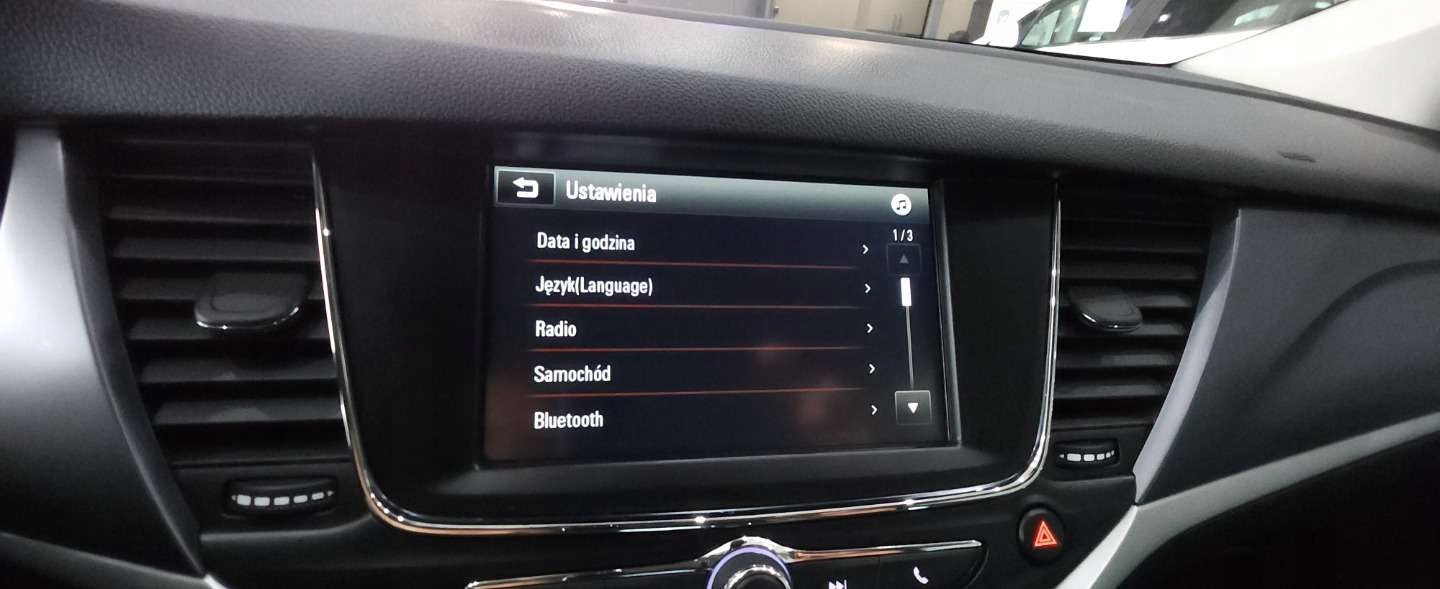 Ustawienia
1/3
Data i godzina
Język(Language)
Radio
Samochód
Bluetooth